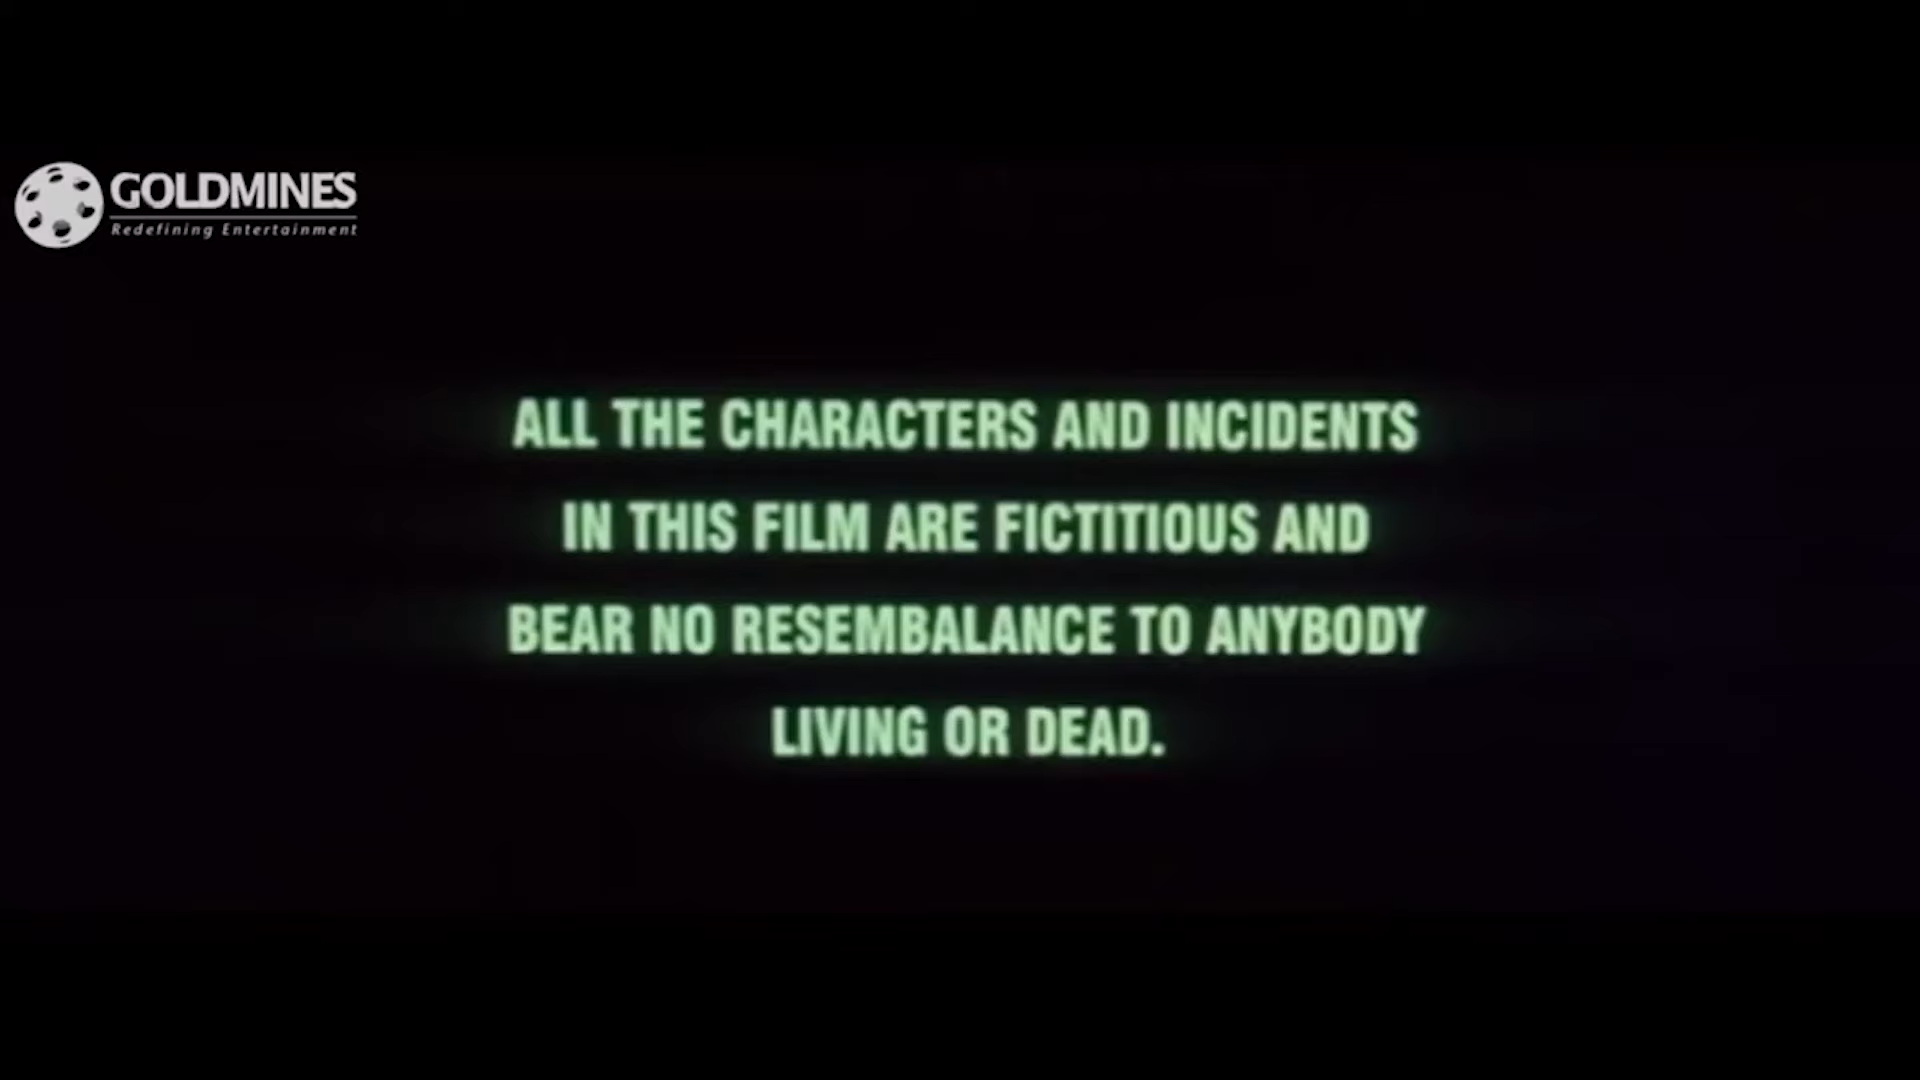 GOLDMINES
Redefining Entertainment
ALL THE CHARACTERS AND INCIDENTS
IN THIS FILM ARE FICTITIOUS AND
BEAR NO RESEMBALANCE TO ANYBODY
LIVING OR DEAD.